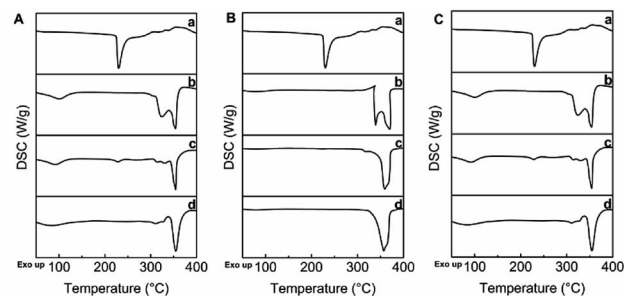 A
a
b
c
d
DSC (W/g)
Exo up
100
200
300
400
Temperature (°C)
B
a
b
c
d
DSC (W/g)
Exo up
100
200
300
400
Temperature (°C)
C
a
b
c
d
DSC (W/g)
Exo up
100
200
300
400
Temperature (°C)